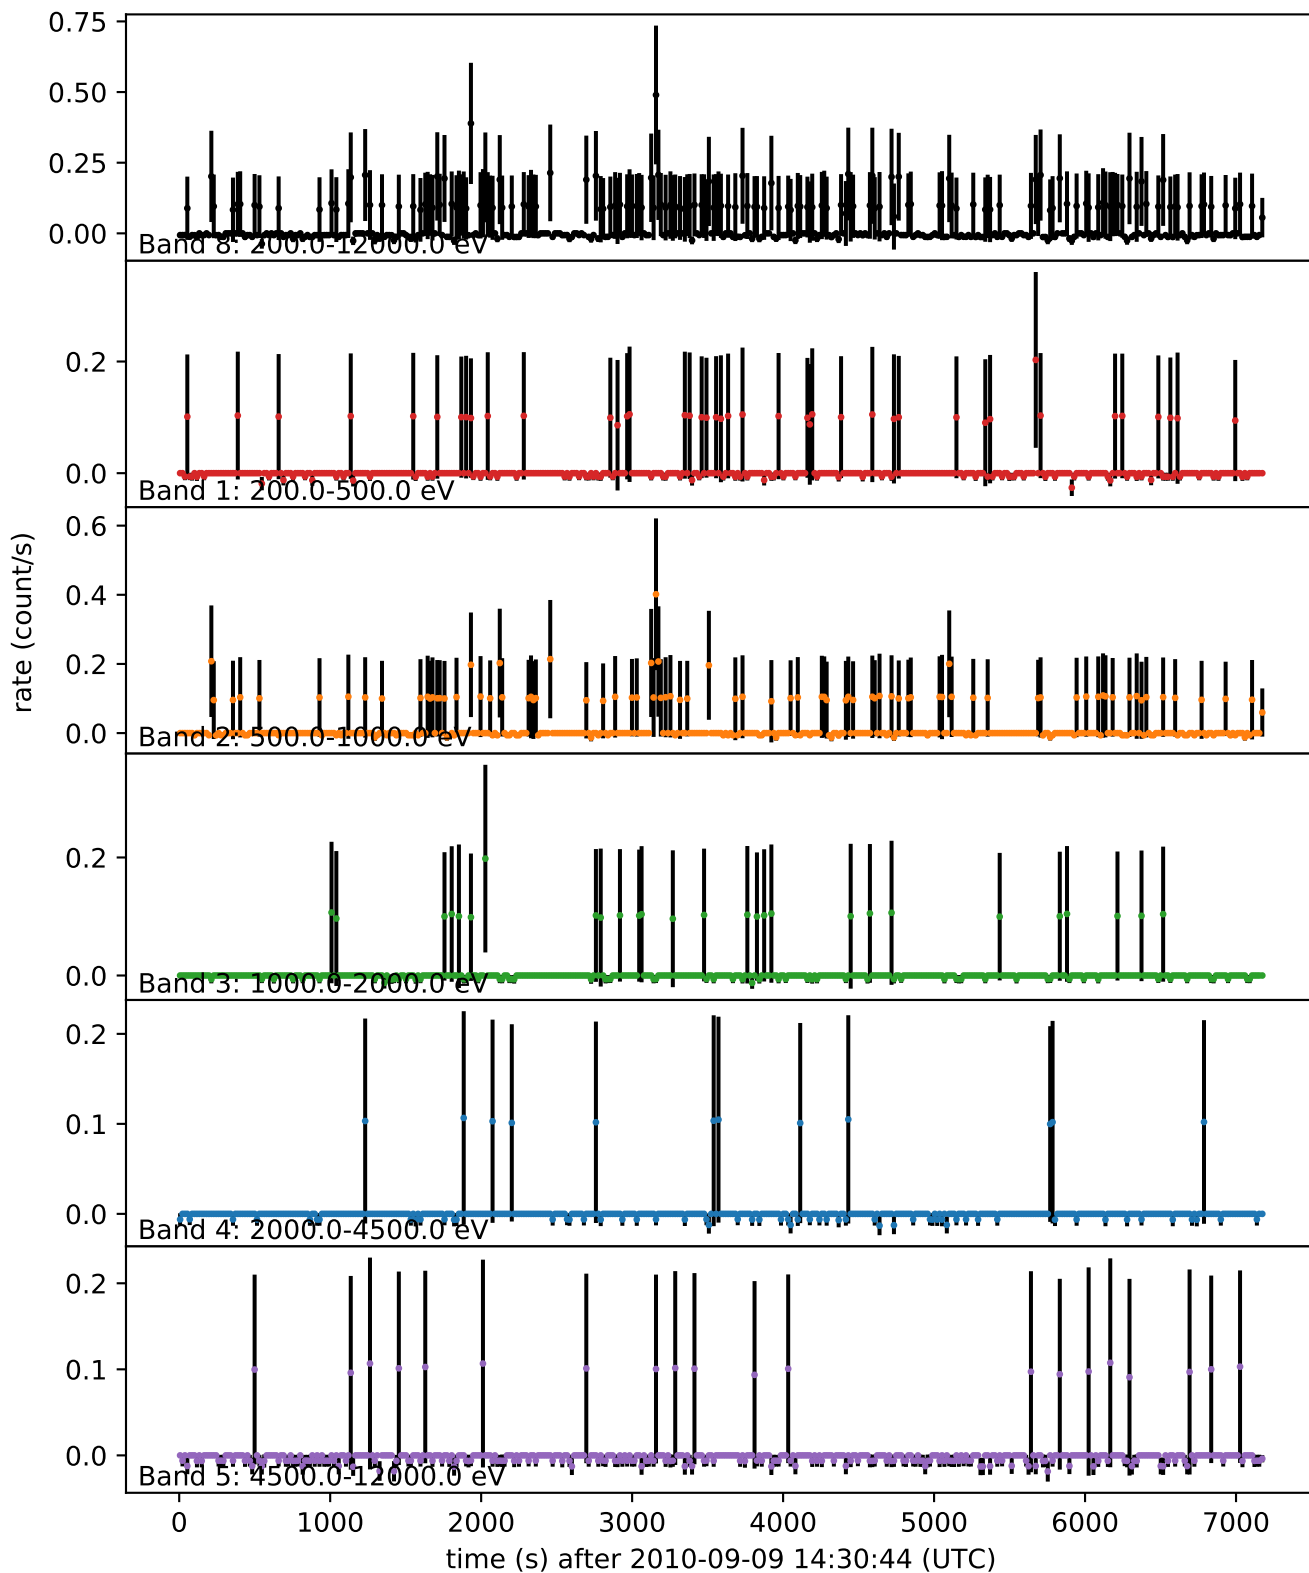 0.75
0.50
0.25
0.00
Band 8: 200.0-12000.0 eV
0.2
0.0
Band 1: 200.0-500.0 eV
0.6
0.4
0.2
0.0
Band 2: 500.0-1000.0 eV
rate (count/s)
0.2
0.0
Band 3: 1000.0-2000.0 eV
0.2
0.1
0.0
Band 4: 2000.0-4500.0 eV
0.2
0.1
0.0
Band 5: 4500.0-12000.0 eV
0 1000 2000 3000 4000 5000 6000 7000
time (s) after 2010-09-09 14:30:44 (UTC)